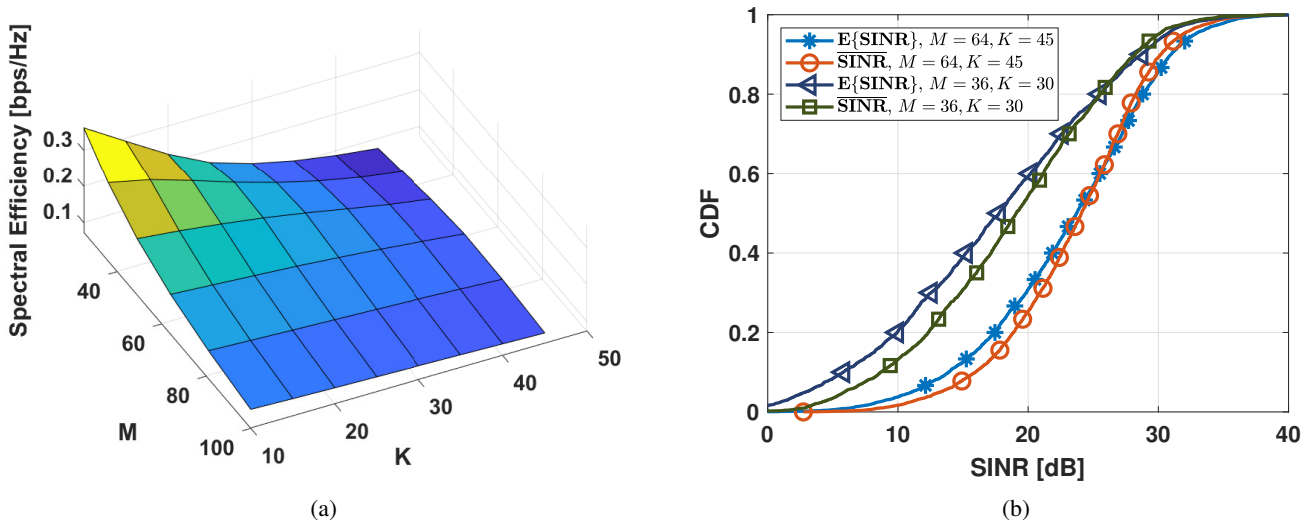 Spectral Efficiency [bps/Hz]
0.3
0.2
0.1
40
60
80
100
M
10
20
30
40
50
K
(a)
CDF
1
0.8
0.6
0.4
0.2
0
0
10
20
30
40
SINR [dB]
E{SINR}, M = 64, K = 45
S̅I̅N̅R̅, M = 64, K = 45
E{SINR}, M = 36, K = 30
S̅I̅N̅R̅, M = 36, K = 30
(b)